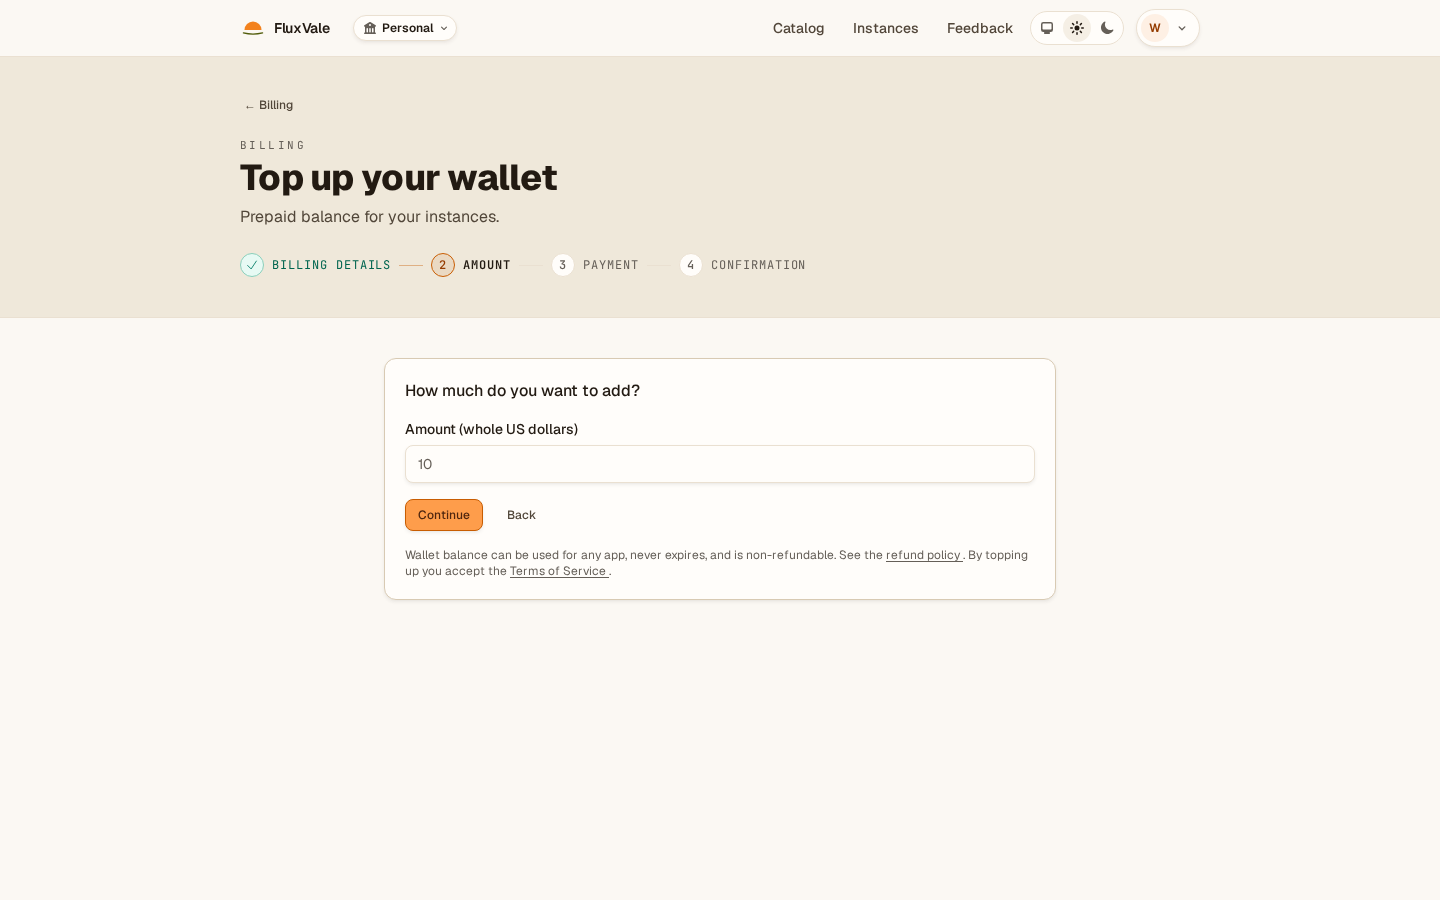 FluxVale
Personal
Catalog
Instances
Feedback
W
← Billing
BILLING
Top up your wallet
Prepaid balance for your instances.
BILLING DETAILS
2 AMOUNT
3 PAYMENT
4 CONFIRMATION
How much do you want to add?
Amount (whole US dollars)
10
Continue
Back
Wallet balance can be used for any app, never expires, and is non-refundable. See the refund policy . By topping
up you accept the Terms of Service .